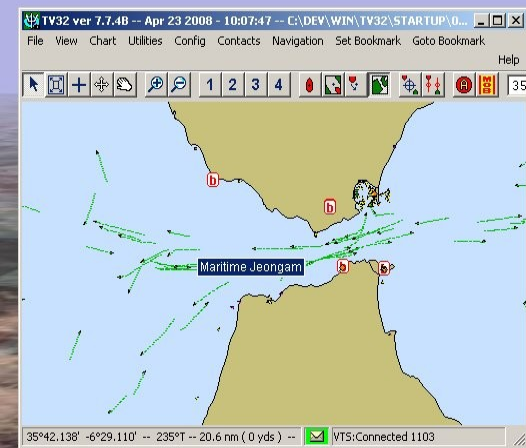 TV32 ver 7.7.4B -- Apr 23 2008 - 10:07:47 -- C:\DEV\WIN\TV32\STARTUP\0...
File View Chart Utilities Config Contacts Navigation Set Bookmark Goto Bookmark
Help
1 2 3 4 A MOB 35
b
b
Maritime Jeongam
b
b
35°42.138' -6°29.110' -- 235°T -- 20.6 nm ( 0 yds ) -- VTS:Connected 1103